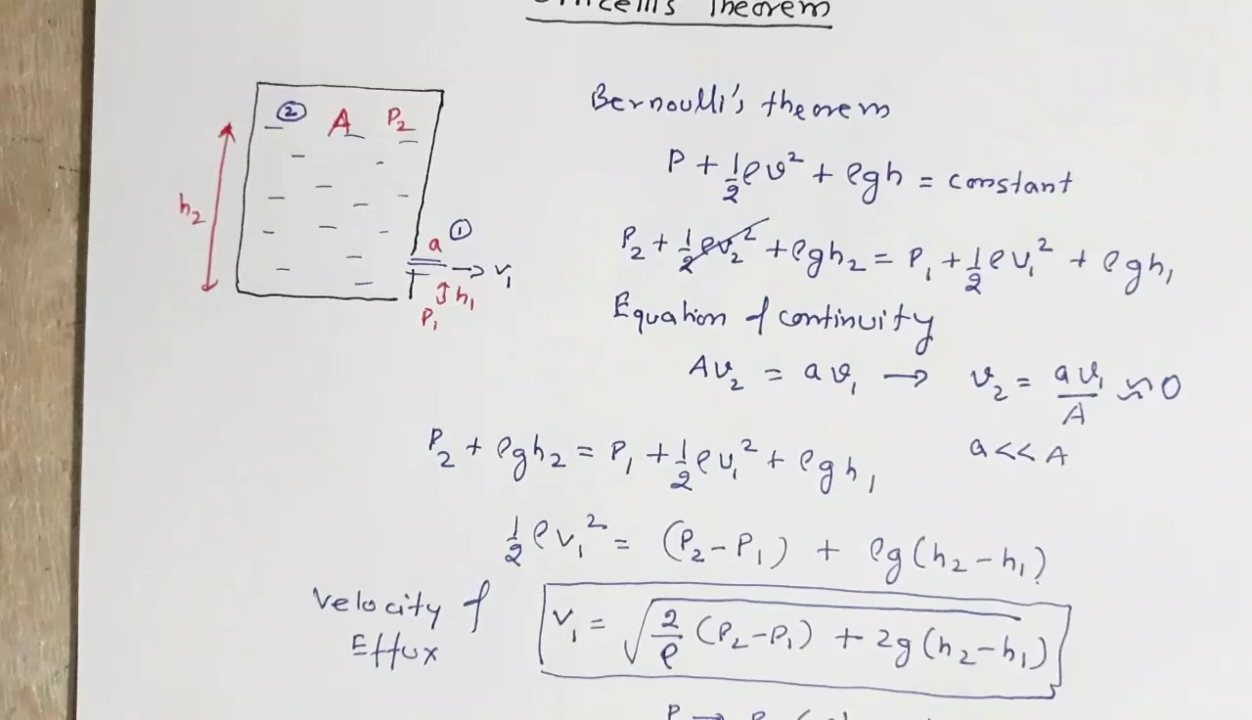 Theorem
② A P₂
h₂
a ①
→ v₁
h₁
P₁
Bernoulli's theorem
P + ½ρv² + ρgh = constant
P₂ + ½ρv₂² + ρgh₂ = P₁ + ½ρv₁² + ρgh₁
Equation of continuity
Av₂ = av₁ → v₂ = av₁/A ≈ 0
a << A
P₂ + ρgh₂ = P₁ + ½ρv₁² + ρgh₁
½ρv₁² = (P₂-P₁) + ρg(h₂-h₁)
Velocity of
Efflux
v₁ = √(2/ρ (P₂-P₁) + 2g(h₂-h₁))